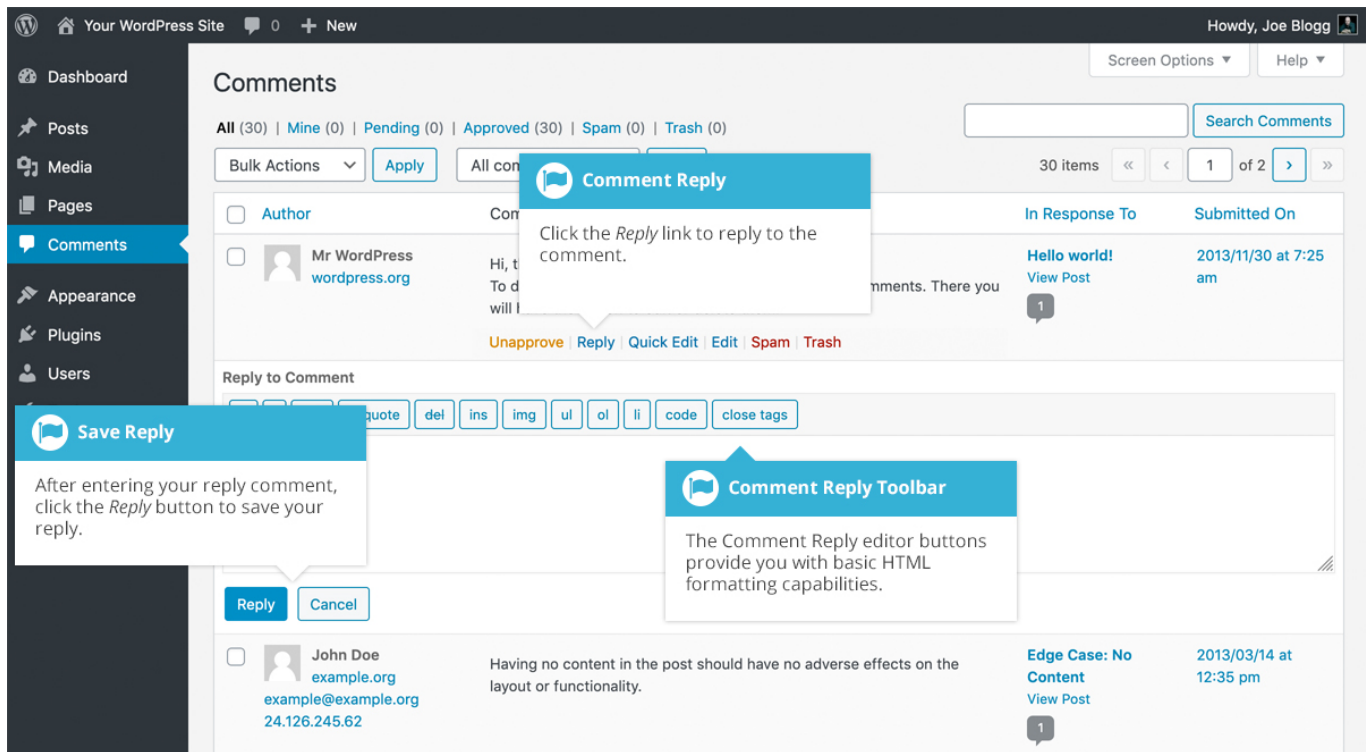 Your WordPress Site 0 + New Howdy, Joe Blogg
Screen Options ▼ Help ▼
Dashboard
Posts
Media
Pages
Comments
Appearance
Plugins
Users
Comments
All (30) | Mine (0) | Pending (0) | Approved (30) | Spam (0) | Trash (0)
Search Comments
Bulk Actions Apply All com
30 items « ‹ 1 of 2 › »
Comment Reply
Click the Reply link to reply to the
comment.
Author Com In Response To Submitted On
Mr WordPress
wordpress.org
Hi, t
To d mments. There you
will
Unapprove | Reply | Quick Edit | Edit | Spam | Trash
Hello world!
View Post
1
2013/11/30 at 7:25
am
Reply to Comment
quote del ins img ul ol li code close tags
Save Reply
After entering your reply comment,
click the Reply button to save your
reply.
Comment Reply Toolbar
The Comment Reply editor buttons
provide you with basic HTML
formatting capabilities.
Reply Cancel
John Doe
example.org
example@example.org
24.126.245.62
Having no content in the post should have no adverse effects on the
layout or functionality.
Edge Case: No
Content
View Post
1
2013/03/14 at
12:35 pm